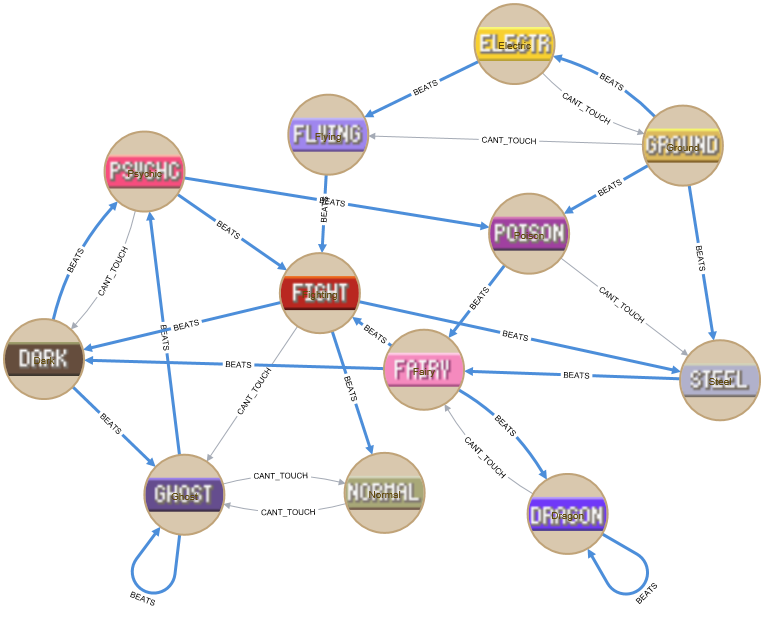 ELECTR
Electric
BEATS
BEATS
CANT_TOUCH
FLYING
Flying
CANT_TOUCH
GROUND
Ground
PSYCHC
Psychic
BEATS
BEATS
BEATS
POISON
Poison
BEATS
BEATS
CANT_TOUCH
BEATS
FIGHT
Fighting
CANT_TOUCH
BEATS
BEATS
BEATS
BEATS
BEATS
DARK
Dark
BEATS
FAIRY
Fairy
BEATS
STEEL
Steel
BEATS
CANT_TOUCH
BEATS
BEATS
BEATS
CANT_TOUCH
CANT_TOUCH
GHOST
Ghost
NORMAL
Normal
CANT_TOUCH
DRAGON
Dragon
BEATS
BEATS